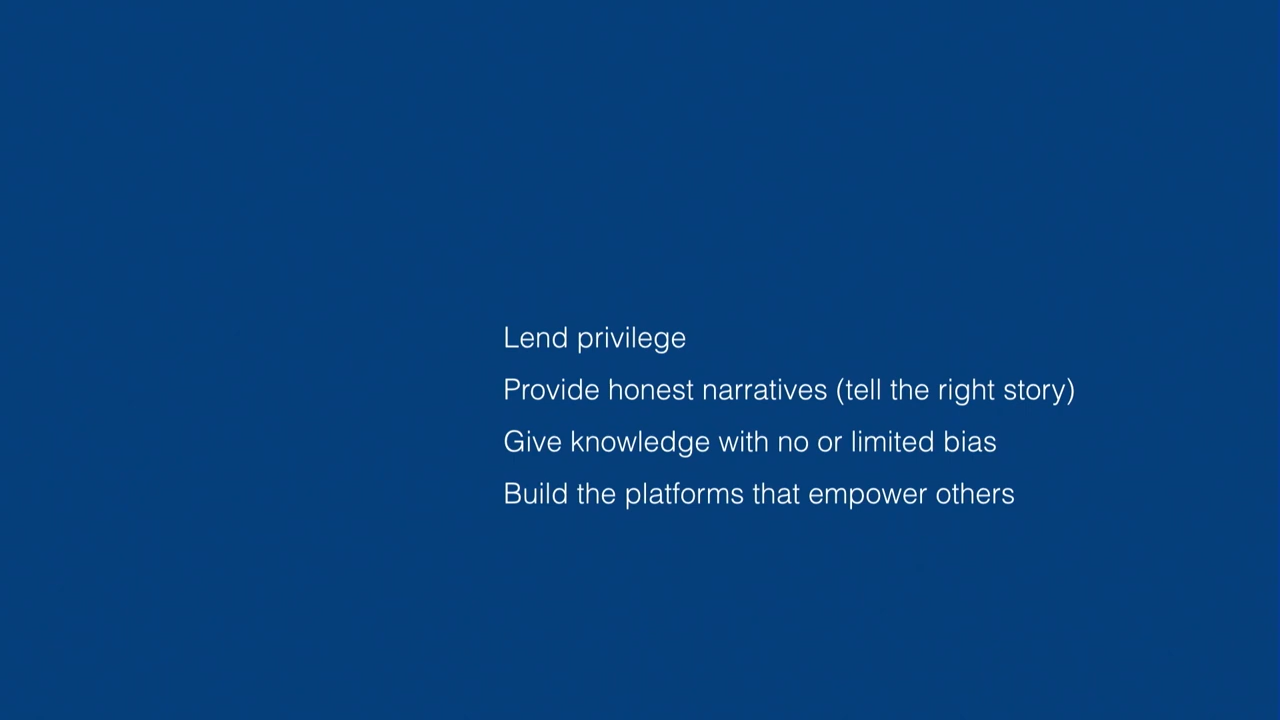 Lend privilege
Provide honest narratives (tell the right story)
Give knowledge with no or limited bias
Build the platforms that empower others